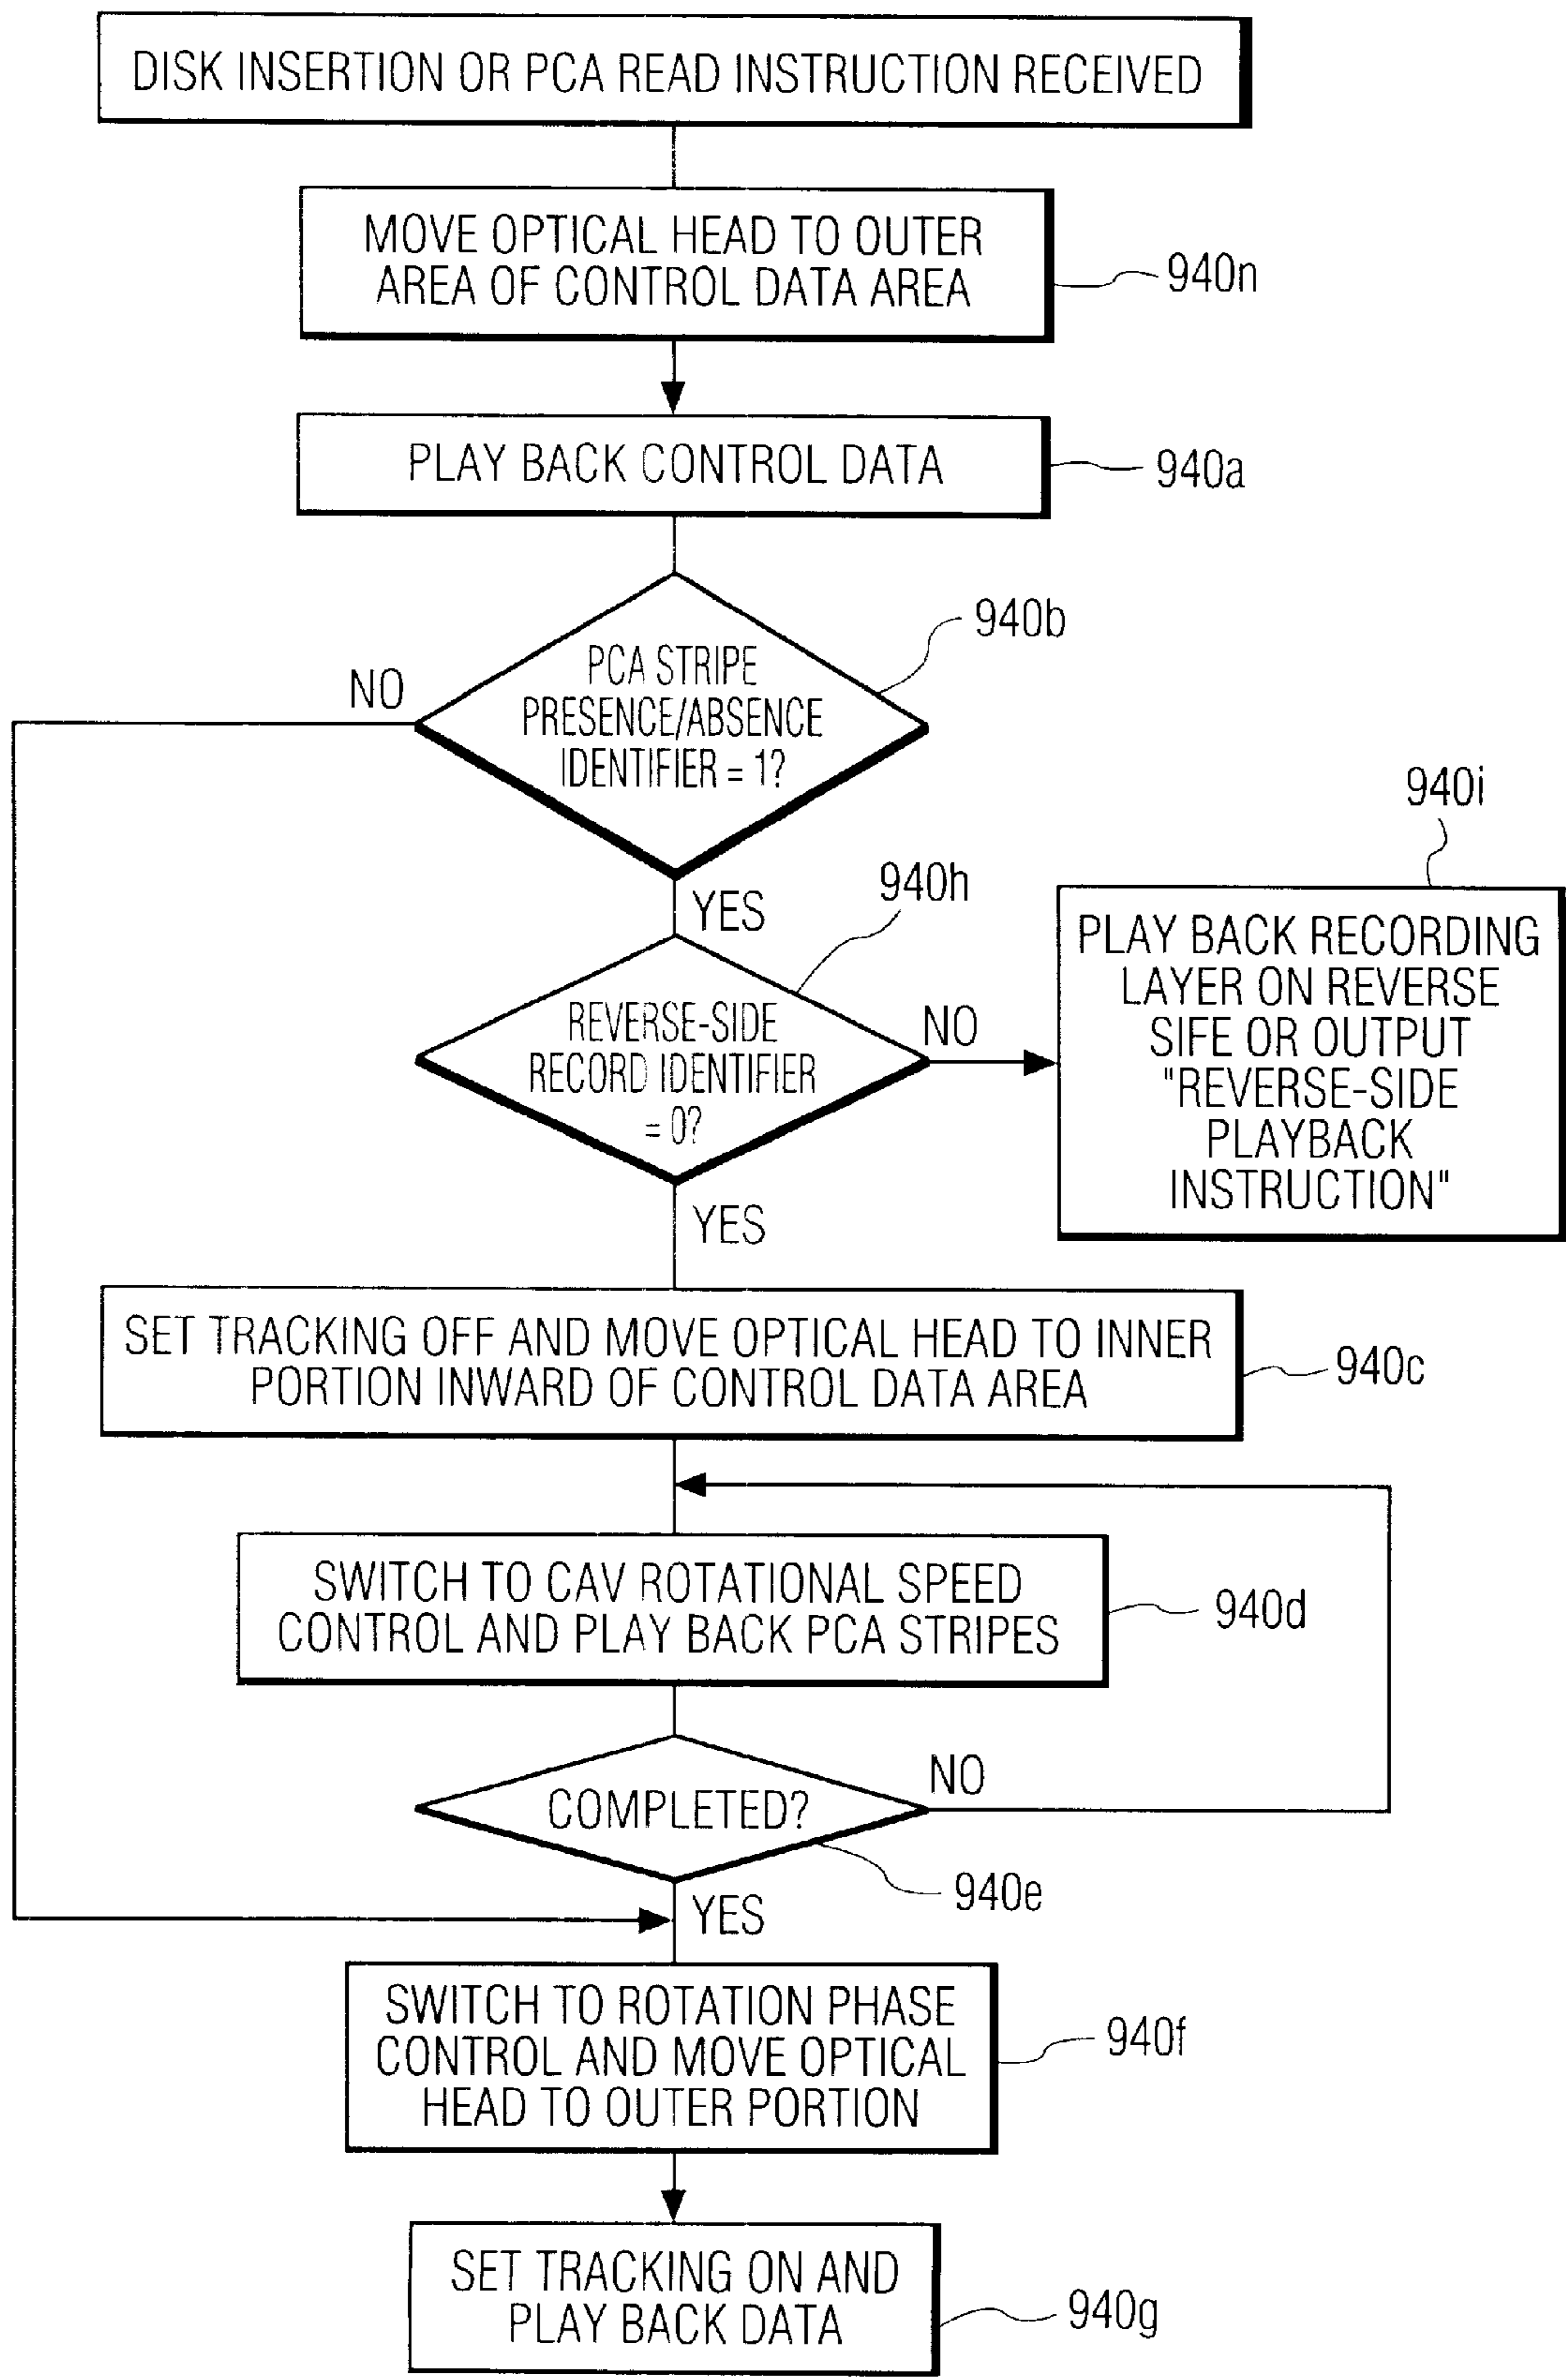 DISK INSERTION OR PCA READ INSTRUCTION RECEIVED
MOVE OPTICAL HEAD TO OUTER
AREA OF CONTROL DATA AREA
940n
PLAY BACK CONTROL DATA
940a
940b
NO
PCA STRIPE
PRESENCE/ABSENCE
IDENTIFIER = 1?
YES
940h
940i
REVERSE-SIDE
RECORD IDENTIFIER
= 0?
NO
PLAY BACK RECORDING
LAYER ON REVERSE
SIFE OR OUTPUT
"REVERSE-SIDE
PLAYBACK
INSTRUCTION"
YES
SET TRACKING OFF AND MOVE OPTICAL HEAD TO INNER
PORTION INWARD OF CONTROL DATA AREA
940c
SWITCH TO CAV ROTATIONAL SPEED
CONTROL AND PLAY BACK PCA STRIPES
940d
COMPLETED?
NO
940e
YES
SWITCH TO ROTATION PHASE
CONTROL AND MOVE OPTICAL
HEAD TO OUTER PORTION
940f
SET TRACKING ON AND
PLAY BACK DATA
940g